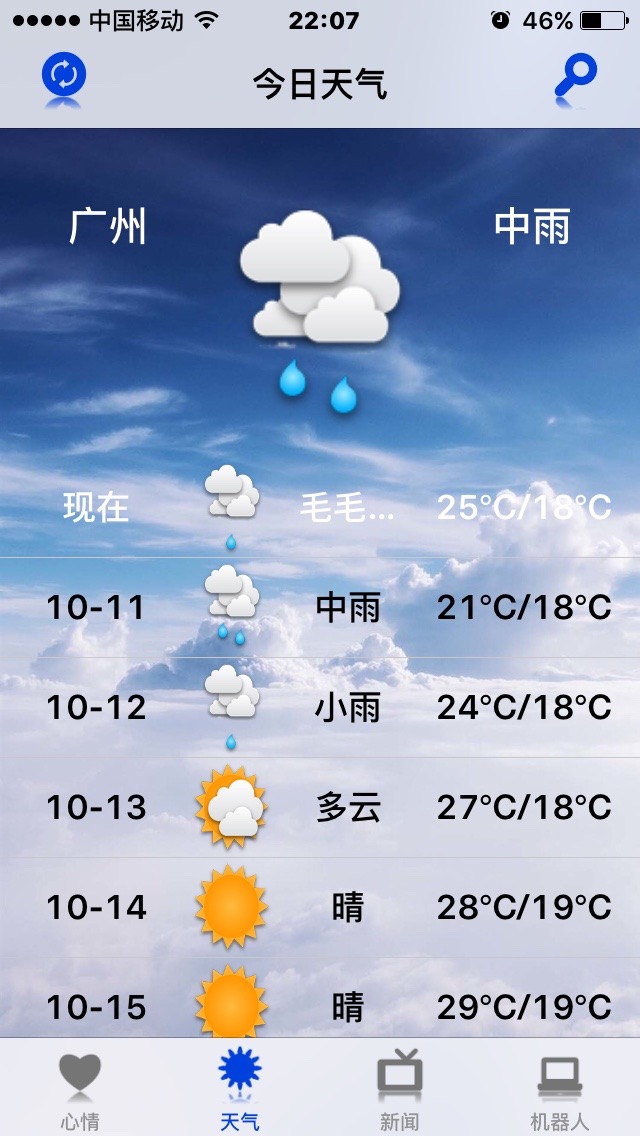 中国移动 22:07 46%
今日天气
广州 中雨
现在 毛毛... 25°C/18°C
10-11 中雨 21°C/18°C
10-12 小雨 24°C/18°C
10-13 多云 27°C/18°C
10-14 晴 28°C/19°C
10-15 晴 29°C/19°C
心情 天气 新闻 机器人